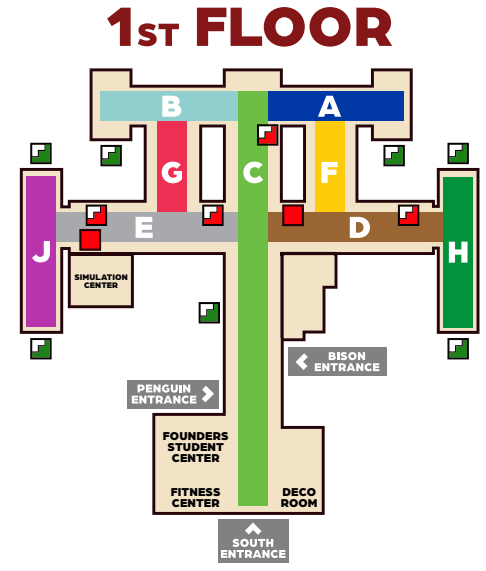 1ST FLOOR
B
A
G
C
F
E
D
J
H
SIMULATION
CENTER
BISON
ENTRANCE
PENGUIN
ENTRANCE
FOUNDERS
STUDENT
CENTER
FITNESS
CENTER
DECO
ROOM
SOUTH
ENTRANCE